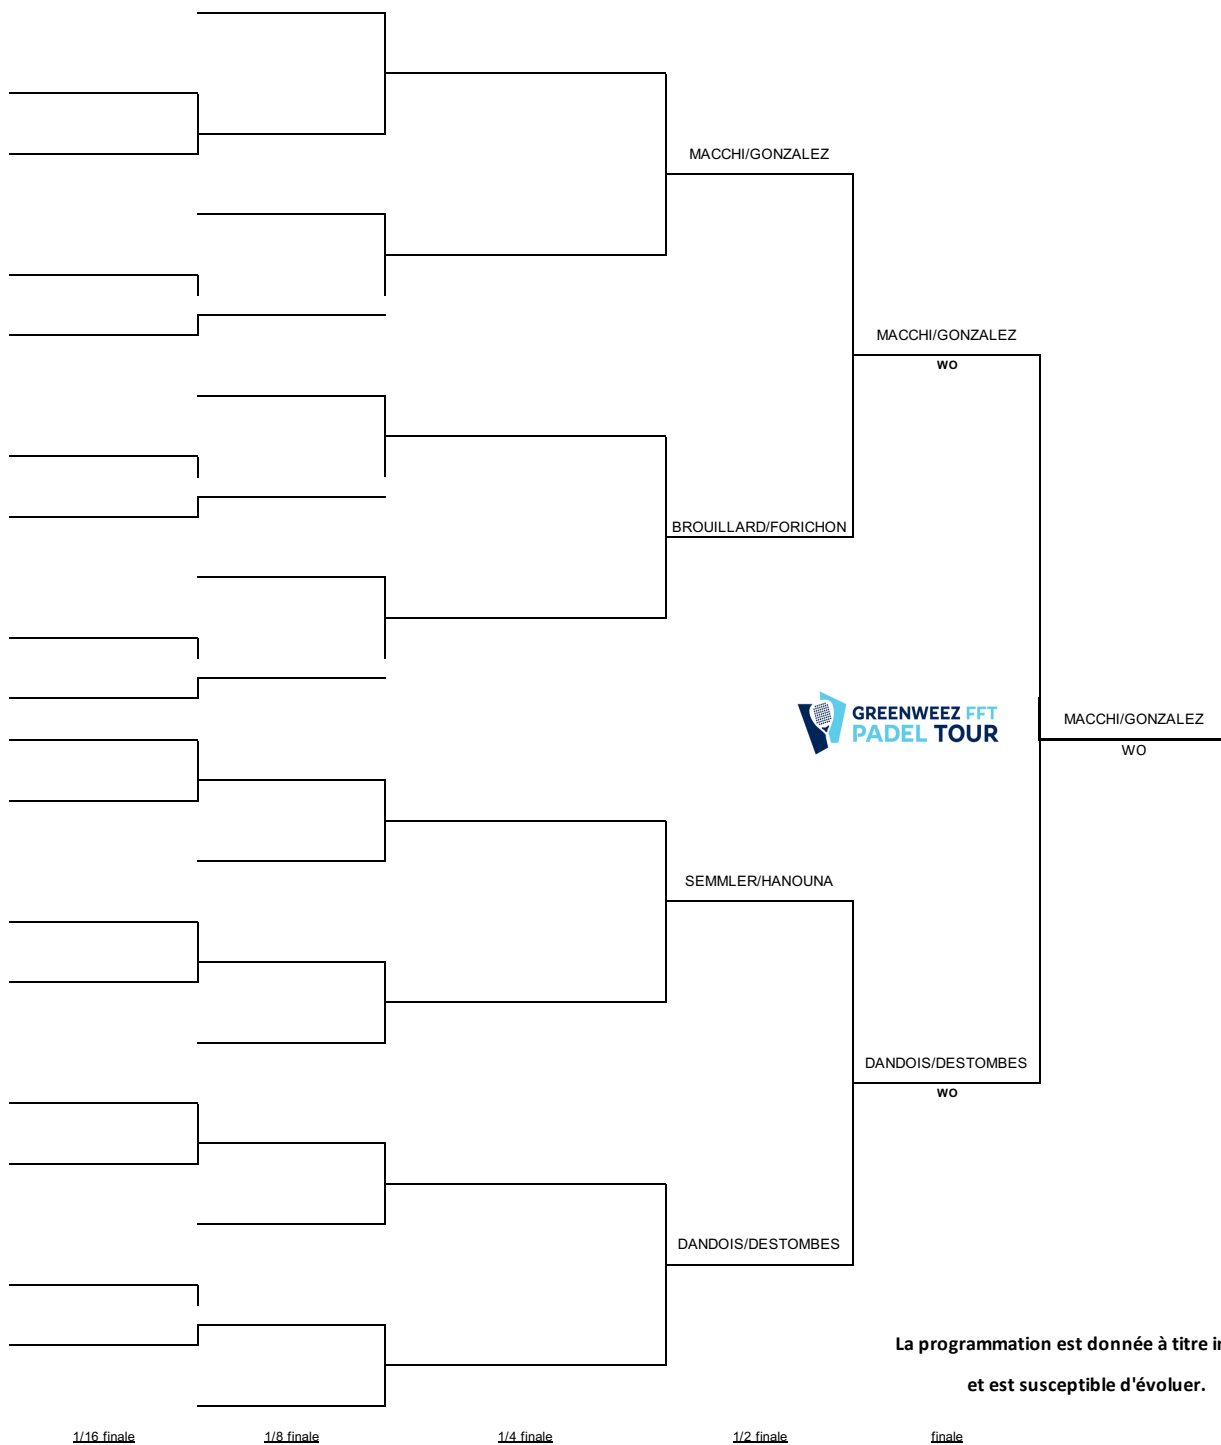 MACCHI/GONZALEZ
MACCHI/GONZALEZ
WO
BROUILLARD/FORICHON
GREENWEEZ FFT
PADEL TOUR
MACCHI/GONZALEZ
WO
SEMMLER/HANOUNA
DANDOIS/DESTOMBES
WO
DANDOIS/DESTOMBES
La programmation est donnée à titre
et est susceptible d'évoluer.
1/16 finale
1/8 finale
1/4 finale
1/2 finale
finale